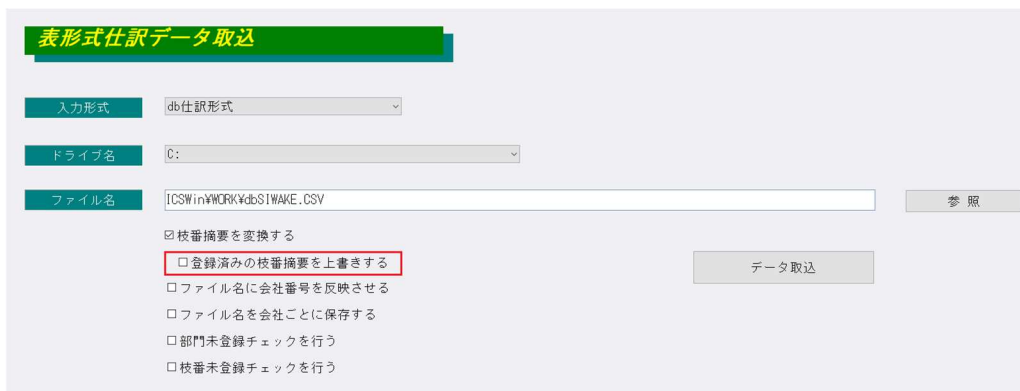 表形式仕訳データ取込
入力形式 db仕訳形式
ドライブ名 C:
ファイル名 ICSWin¥WORK¥dbSIWAKE.CSV 参照
☑枝番摘要を変換する
□登録済みの枝番摘要を上書きする
データ取込
□ファイル名に会社番号を反映させる
□ファイル名を会社ごとに保存する
□部門未登録チェックを行う
□枝番未登録チェックを行う